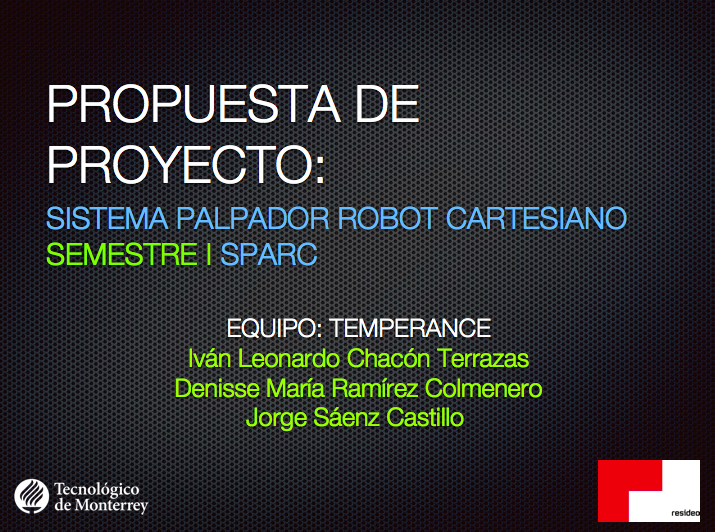 PROPUESTA DE
PROYECTO:
SISTEMA PALPADOR ROBOT CARTESIANO
SEMESTRE I SPARC
EQUIPO: TEMPERANCE
Iván Leonardo Chacón Terrazas
Denisse María Ramírez Colmenero
Jorge Sáenz Castillo
Tecnológico
de Monterrey
resideo